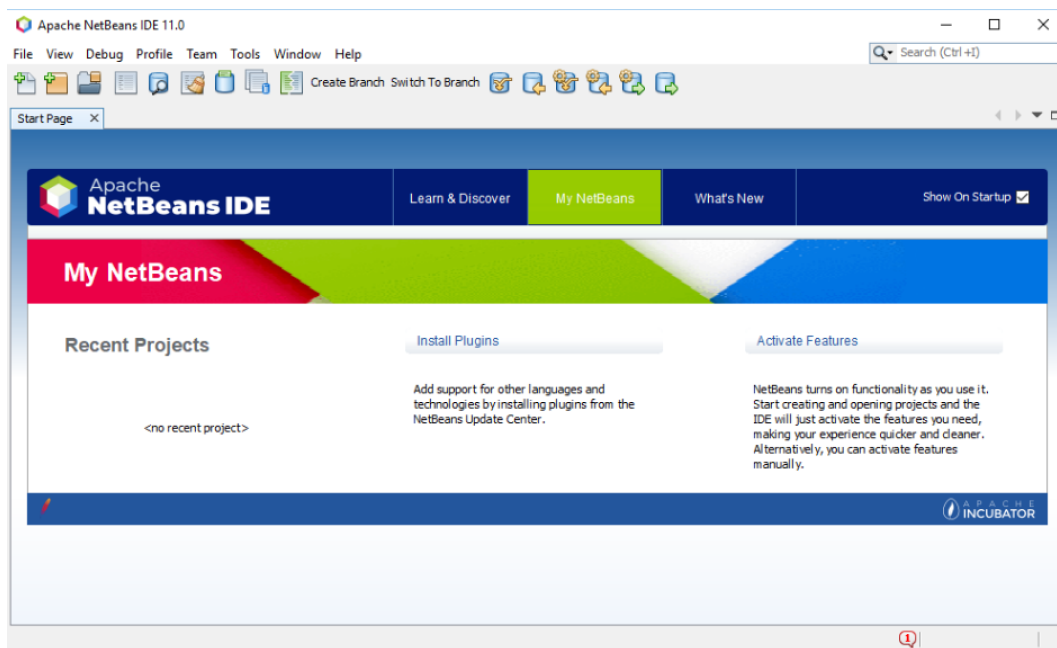 Apache NetBeans IDE 11.0
File View Debug Profile Team Tools Window Help
Search (Ctrl+I)
Create Branch Switch To Branch
Start Page
Apache
NetBeans IDE
Learn & Discover
My NetBeans
What's New
Show On Startup
My NetBeans
Recent Projects
<no recent project>
Install Plugins
Add support for other languages and
technologies by installing plugins from the
NetBeans Update Center.
Activate Features
NetBeans turns on functionality as you use it.
Start creating and opening projects and the
IDE will just activate the features you need,
making your experience quicker and cleaner.
Alternatively, you can activate features
manually.
APACHE
INCUBATOR
1